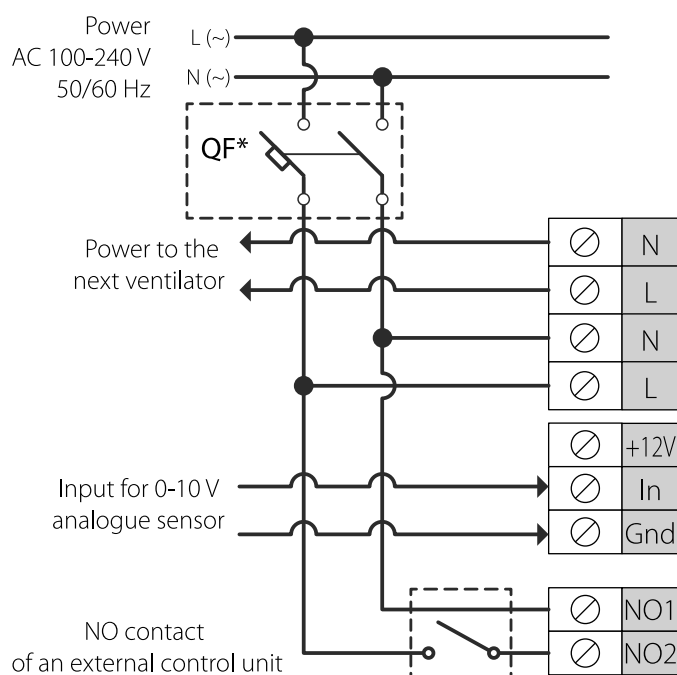 Power
AC 100-240 V
50/60 Hz
L (~)
N (~)
QF*
Power to the
next ventilator
N
L
N
L
+12V
Input for 0-10 V
analogue sensor
In
Gnd
NO contact
of an external control unit
NO1
NO2